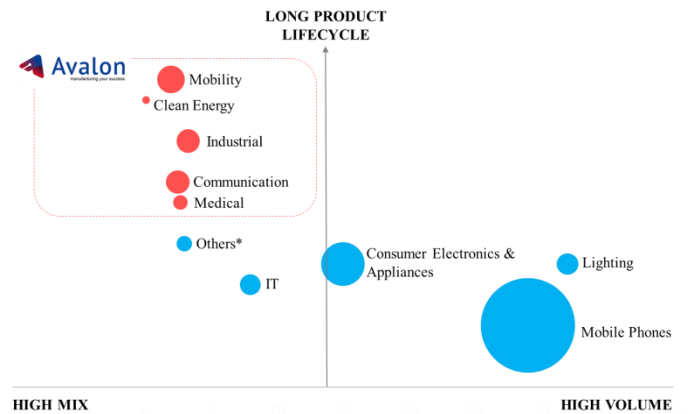 LONG PRODUCT
LIFECYCLE
Avalon
manufacturing your success
Mobility
Clean Energy
Industrial
Communication
Medical
Others*
IT
Consumer Electronics &
Appliances
Lighting
Mobile Phones
HIGH MIX
HIGH VOLUME